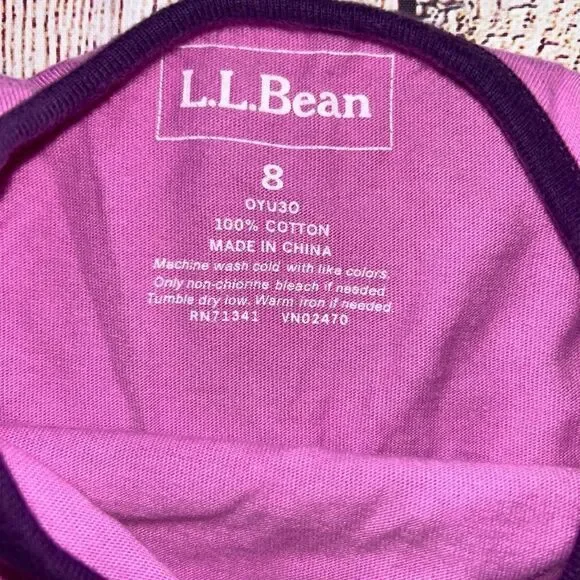 L.L.Bean
8
OYU30
100% COTTON
MADE IN CHINA
Machine wash cold with like colors.
Only non-chlorine bleach if needed.
Tumble dry low. Warm iron if needed.
RN71341 VN02470